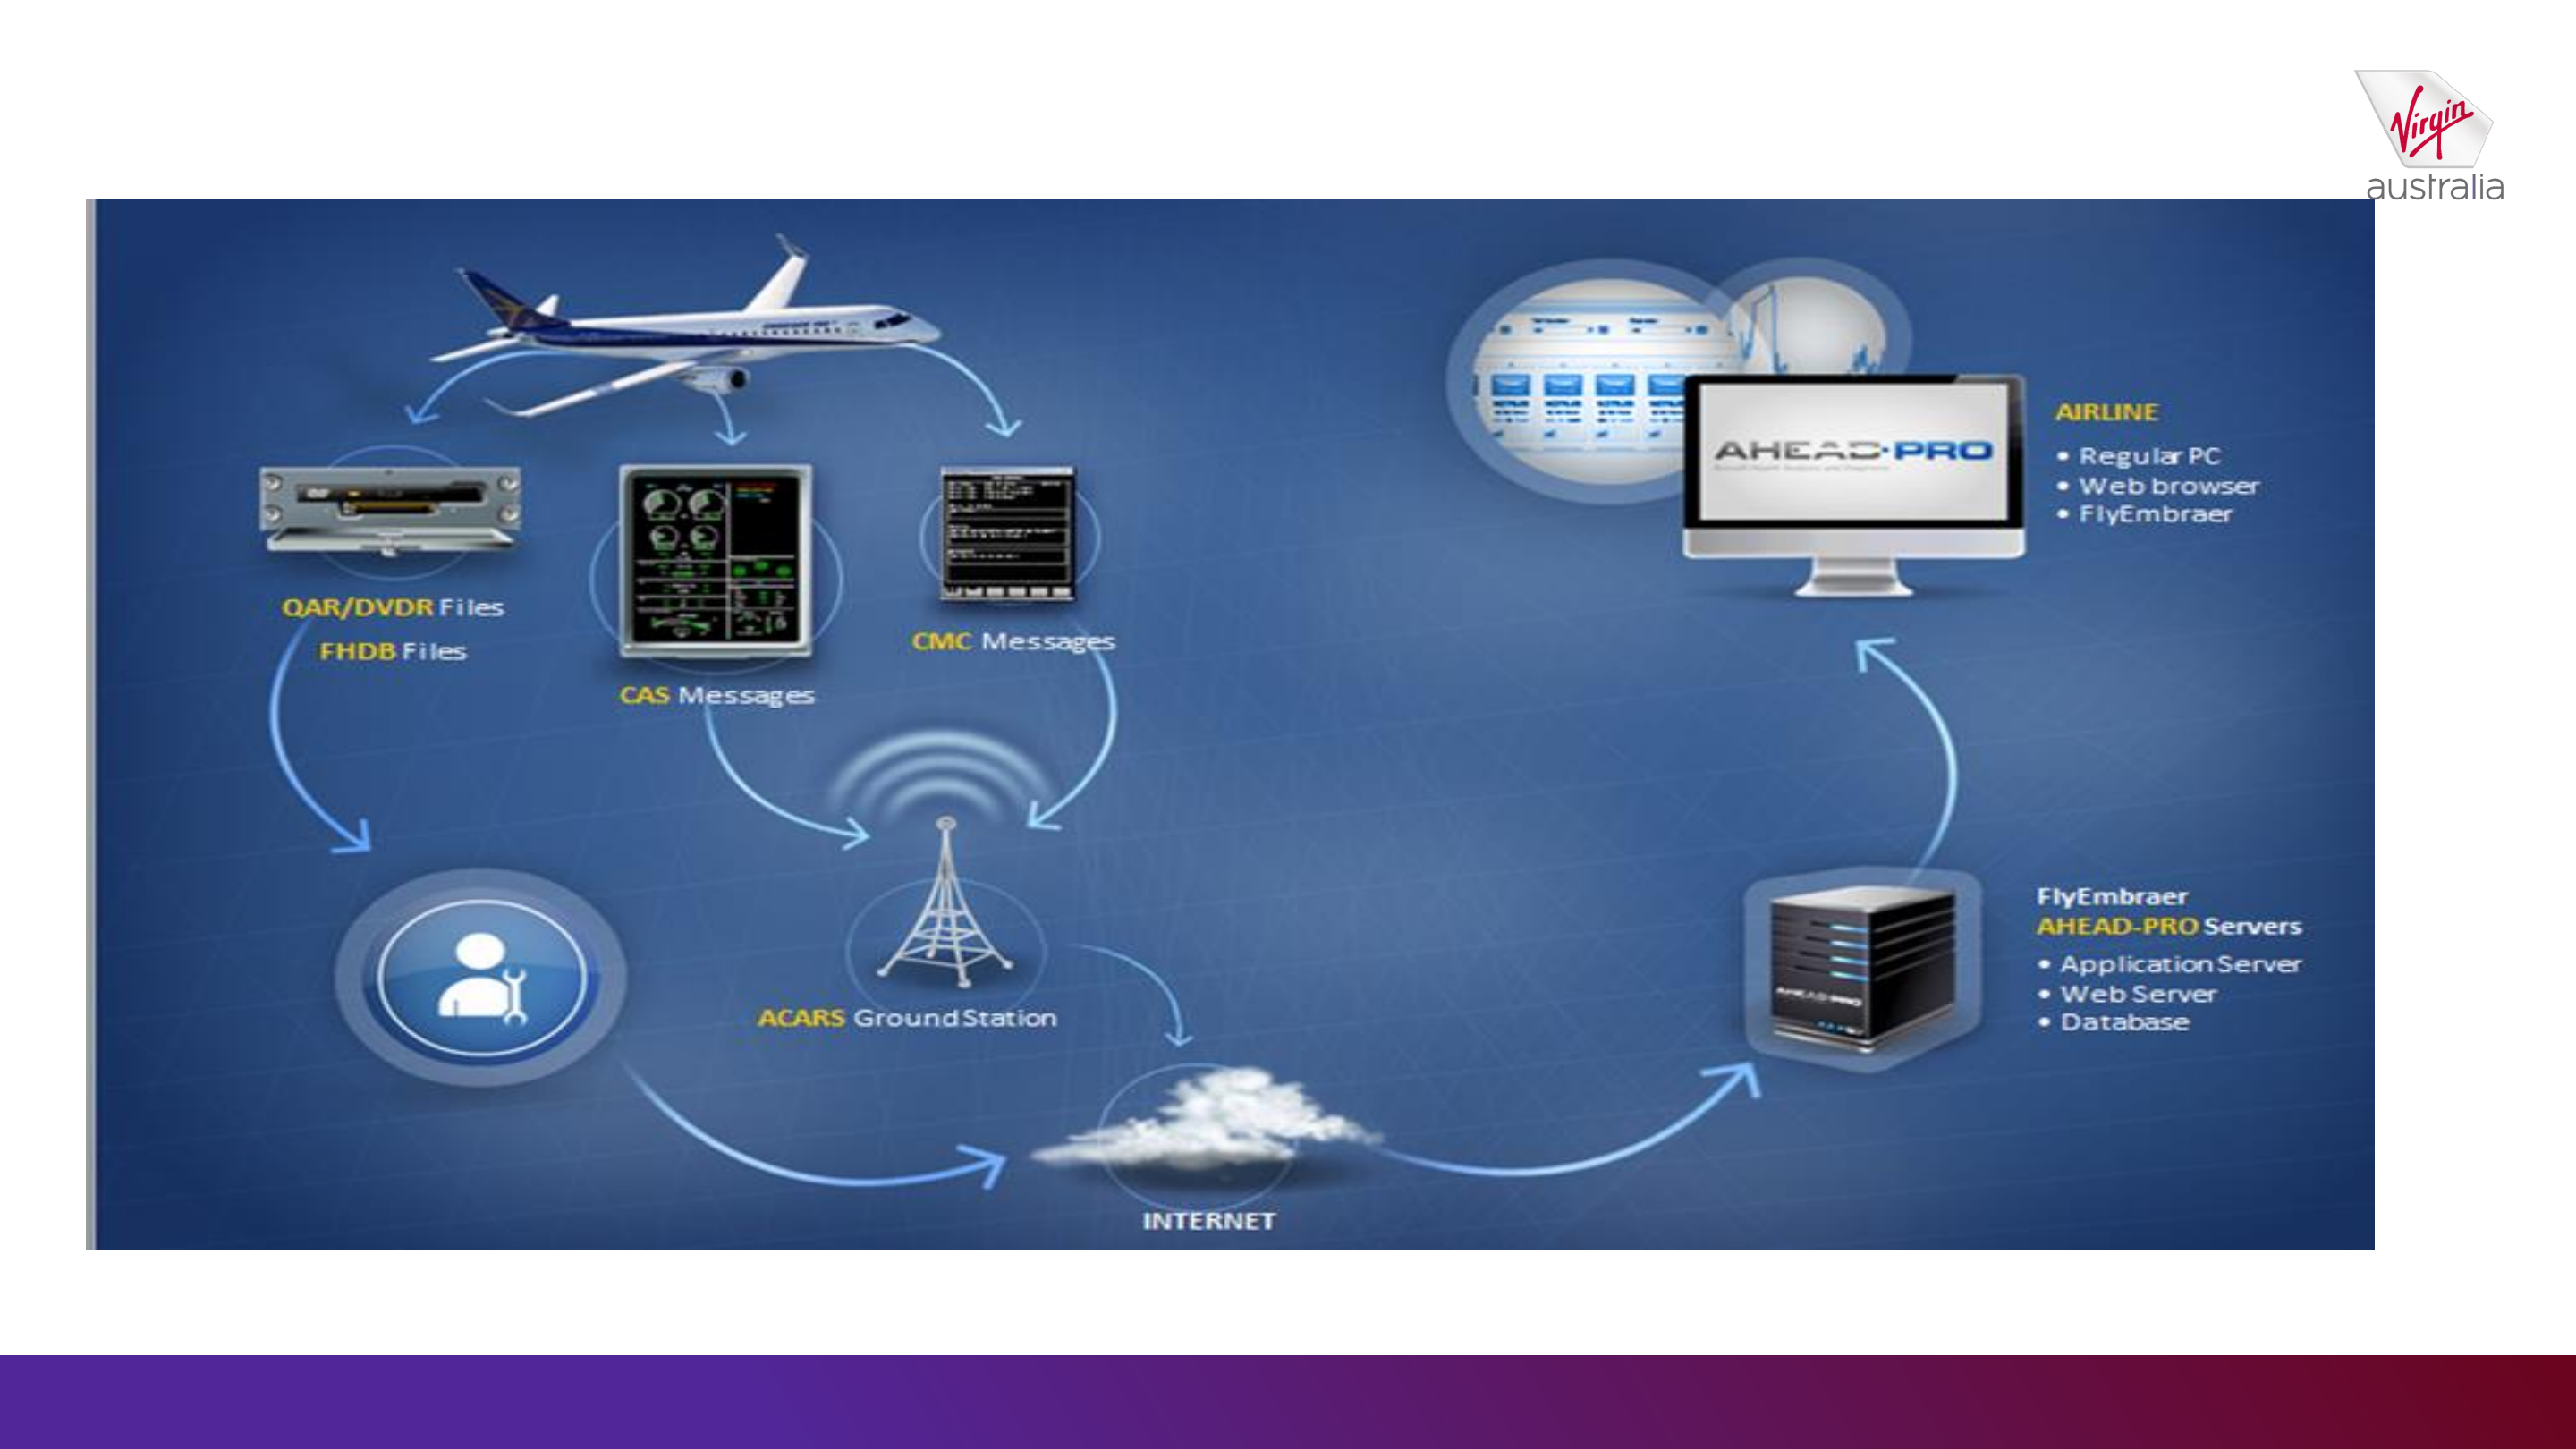 Virgin
australia
AHEAD-PRO
AIRLINE
• Regular PC
• Web browser
• FlyEmbraer
QAR/DVDR Files
FHDB Files
CAS Messages
CMC Messages
ACARS Ground Station
INTERNET
AHEAD-PRO
FlyEmbraer
AHEAD-PRO Servers
• Application Server
• Web Server
• Database